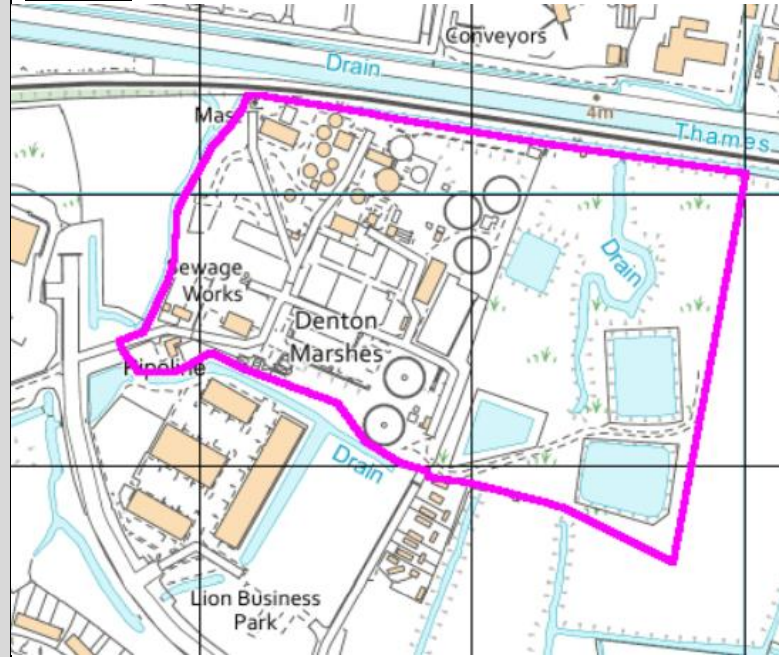 Conveyors
Drain
4m
Thames
Mas
Drain
Sewage
Works
Denton
Marshes
Pipeline
Drain
Lion Business
Park